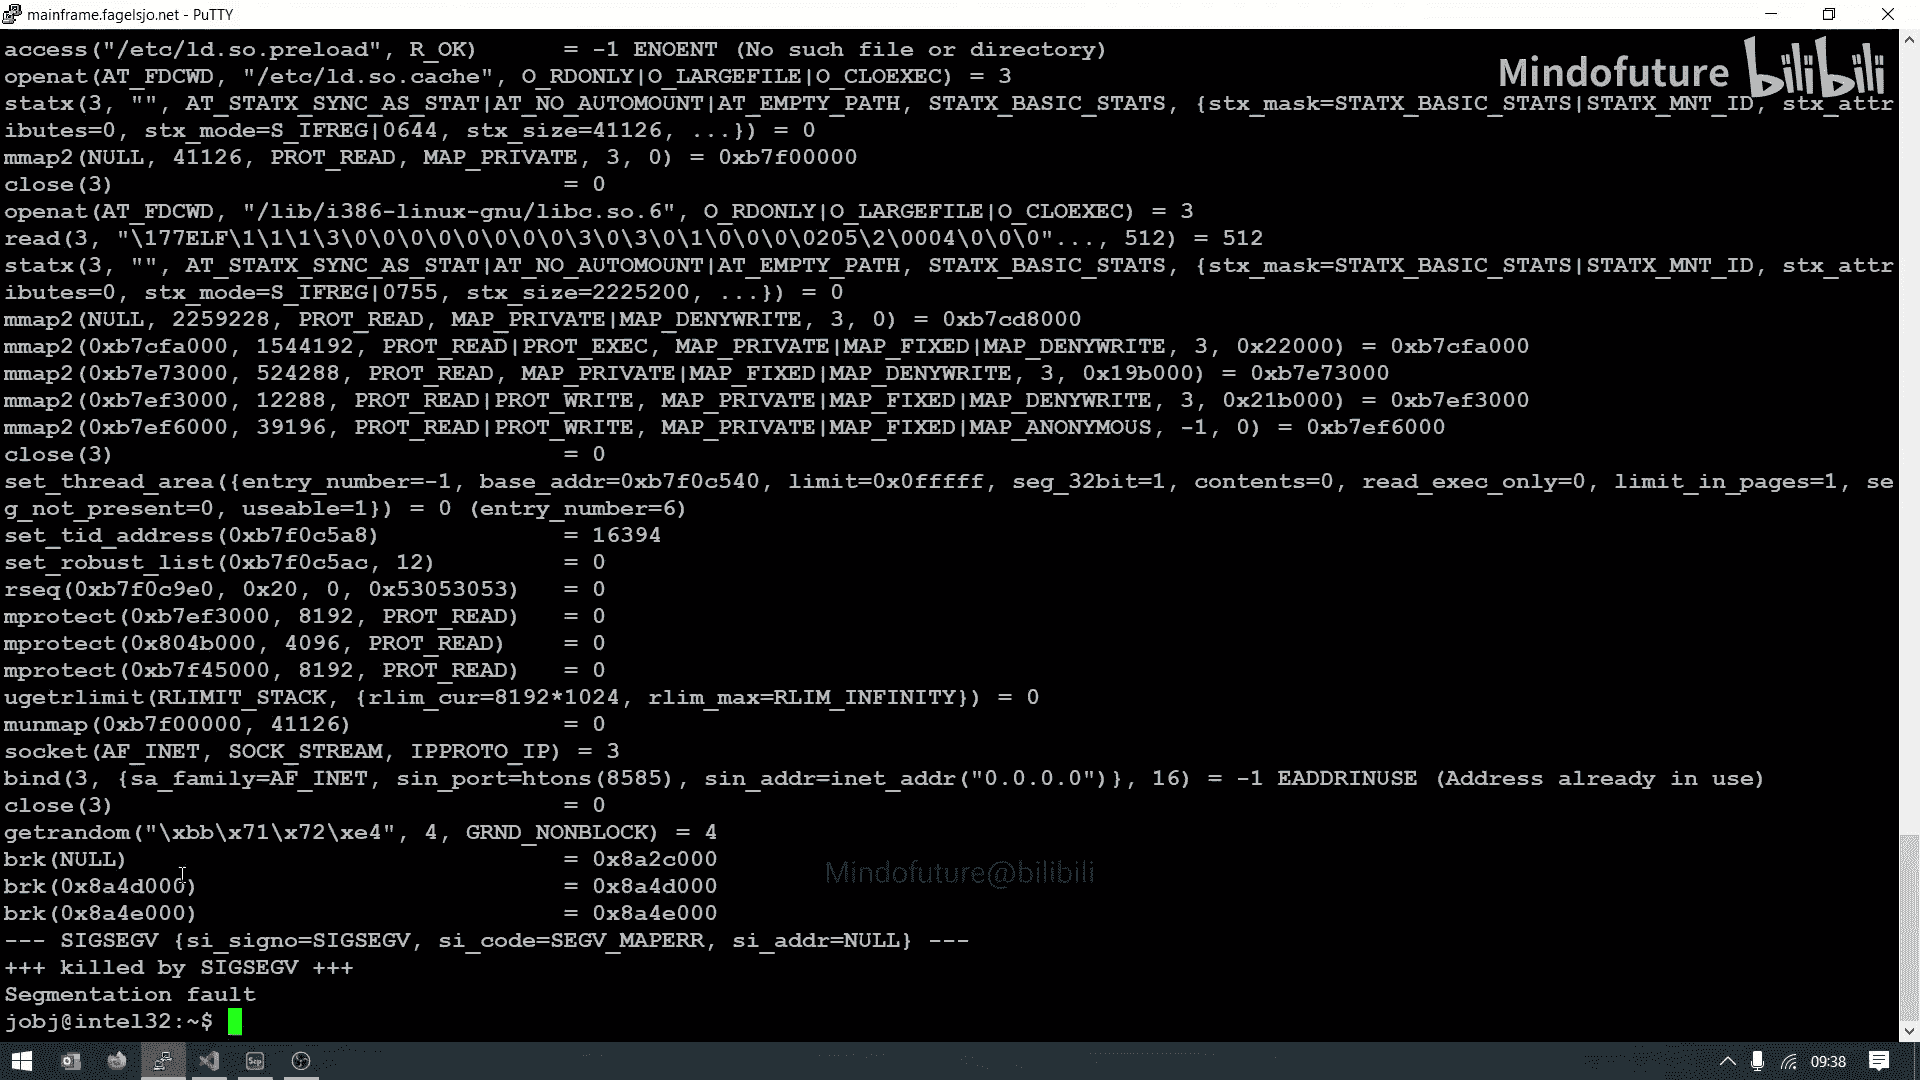 mainframe.fagelsjo.net - PuTTY
access("/etc/ld.so.preload", R_OK)      = -1 ENOENT (No such file or directory)
Mindofuture bilibili
openat(AT_FDCWD, "/etc/ld.so.cache", O_RDONLY|O_LARGEFILE|O_CLOEXEC) = 3
statx(3, "", AT_STATX_SYNC_AS_STAT|AT_NO_AUTOMOUNT|AT_EMPTY_PATH, STATX_BASIC_STATS, {stx_mask=STATX_BASIC_STATS|STATX_MNT_ID, stx_attr
ibutes=0, stx_mode=S_IFREG|0644, stx_size=41126, ...}) = 0
mmap2(NULL, 41126, PROT_READ, MAP_PRIVATE, 3, 0) = 0xb7f00000
close(3)                                = 0
openat(AT_FDCWD, "/lib/i386-linux-gnu/libc.so.6", O_RDONLY|O_LARGEFILE|O_CLOEXEC) = 3
read(3, "\177ELF\1\1\1\3\0\0\0\0\0\0\0\0\3\0\3\0\1\0\0\0\0205\2\0004\0\0\0"..., 512) = 512
statx(3, "", AT_STATX_SYNC_AS_STAT|AT_NO_AUTOMOUNT|AT_EMPTY_PATH, STATX_BASIC_STATS, {stx_mask=STATX_BASIC_STATS|STATX_MNT_ID, stx_attr
ibutes=0, stx_mode=S_IFREG|0755, stx_size=2225200, ...}) = 0
mmap2(NULL, 2259228, PROT_READ, MAP_PRIVATE|MAP_DENYWRITE, 3, 0) = 0xb7cd8000
mmap2(0xb7cfa000, 1544192, PROT_READ|PROT_EXEC, MAP_PRIVATE|MAP_FIXED|MAP_DENYWRITE, 3, 0x22000) = 0xb7cfa000
mmap2(0xb7e73000, 524288, PROT_READ, MAP_PRIVATE|MAP_FIXED|MAP_DENYWRITE, 3, 0x19b000) = 0xb7e73000
mmap2(0xb7ef3000, 12288, PROT_READ|PROT_WRITE, MAP_PRIVATE|MAP_FIXED|MAP_DENYWRITE, 3, 0x21b000) = 0xb7ef3000
mmap2(0xb7ef6000, 39196, PROT_READ|PROT_WRITE, MAP_PRIVATE|MAP_FIXED|MAP_ANONYMOUS, -1, 0) = 0xb7ef6000
close(3)                                = 0
set_thread_area({entry_number=-1, base_addr=0xb7f0c540, limit=0x0fffff, seg_32bit=1, contents=0, read_exec_only=0, limit_in_pages=1, se
g_not_present=0, useable=1}) = 0 (entry_number=6)
set_tid_address(0xb7f0c5a8)             = 16394
set_robust_list(0xb7f0c5ac, 12)         = 0
rseq(0xb7f0c9e0, 0x20, 0, 0x53053053)   = 0
mprotect(0xb7ef3000, 8192, PROT_READ)   = 0
mprotect(0x804b000, 4096, PROT_READ)    = 0
mprotect(0xb7f45000, 8192, PROT_READ)   = 0
ugetrlimit(RLIMIT_STACK, {rlim_cur=8192*1024, rlim_max=RLIM_INFINITY}) = 0
munmap(0xb7f00000, 41126)               = 0
socket(AF_INET, SOCK_STREAM, IPPROTO_IP) = 3
bind(3, {sa_family=AF_INET, sin_port=htons(8585), sin_addr=inet_addr("0.0.0.0")}, 16) = -1 EADDRINUSE (Address already in use)
close(3)                                = 0
getrandom("\xbb\x71\x72\xe4", 4, GRND_NONBLOCK) = 4
brk(NULL)                               = 0x8a2c000
Mindofuture@bilibili
brk(0x8a4d000)                          = 0x8a4d000
brk(0x8a4e000)                          = 0x8a4e000
--- SIGSEGV {si_signo=SIGSEGV, si_code=SEGV_MAPERR, si_addr=NULL} ---
+++ killed by SIGSEGV +++
Segmentation fault
jobj@intel32:~$
09:38